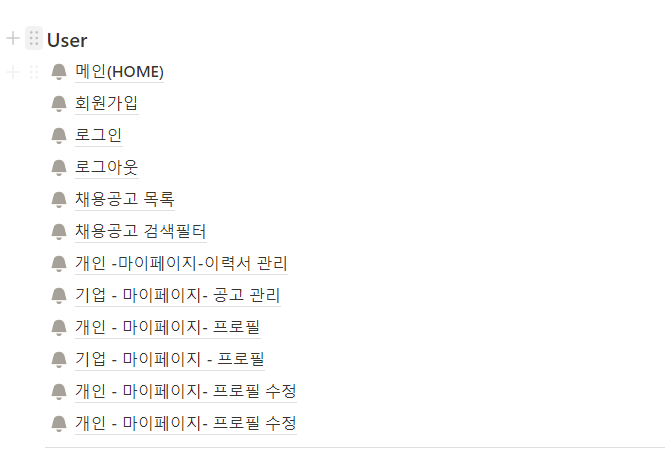 User
메인(HOME)
회원가입
로그인
로그아웃
채용공고 목록
채용공고 검색필터
개인 -마이페이지-이력서 관리
기업 - 마이페이지- 공고 관리
개인 - 마이페이지- 프로필
기업 - 마이페이지 - 프로필
개인 - 마이페이지- 프로필 수정
개인 - 마이페이지- 프로필 수정